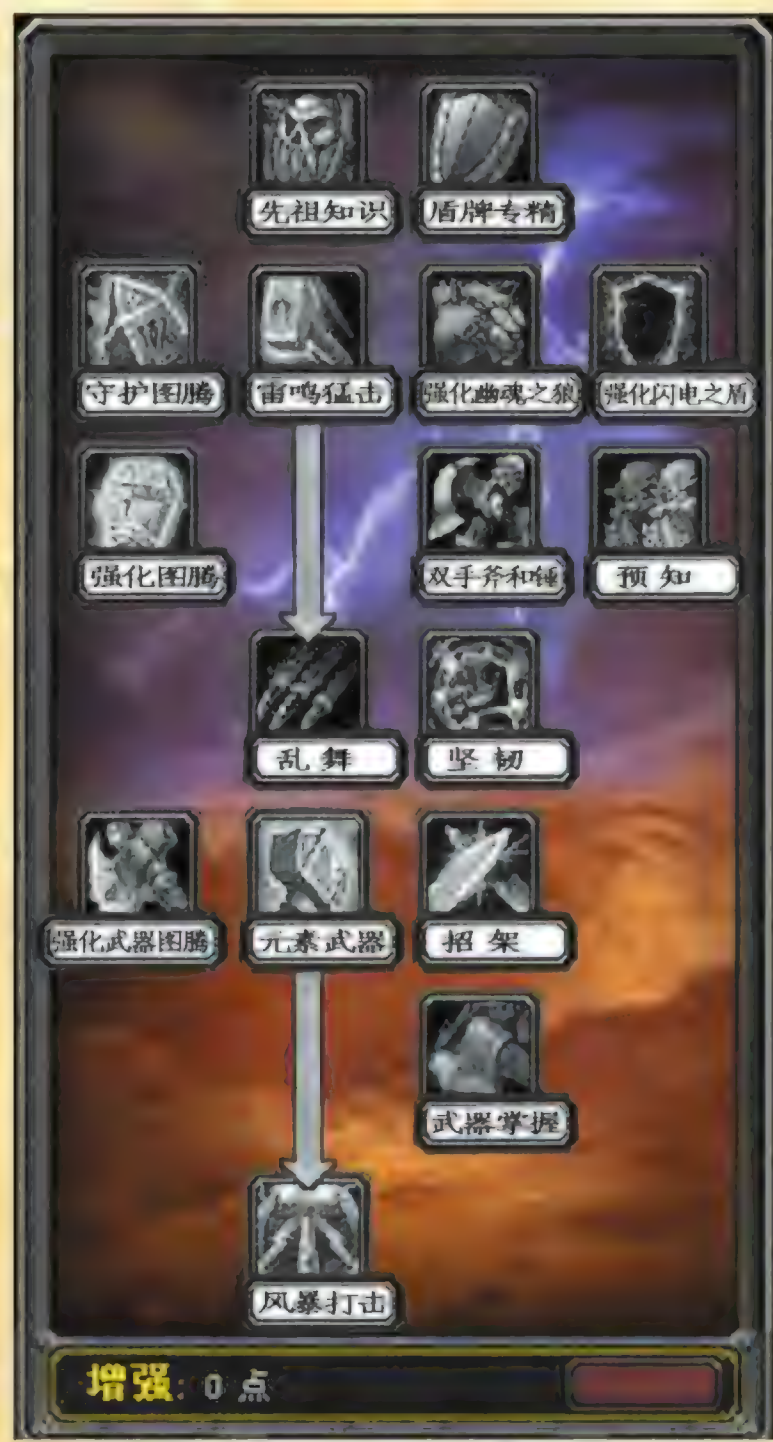 先祖知识 盾牌专精
守护图腾 雷鸣猛击 强化幽魂之狼 强化闪电之盾
强化图腾 双手斧和锤 预知
乱舞 坚韧
强化武器图腾 元素武器 招架
武器掌握
风暴打击
增强: 0 点